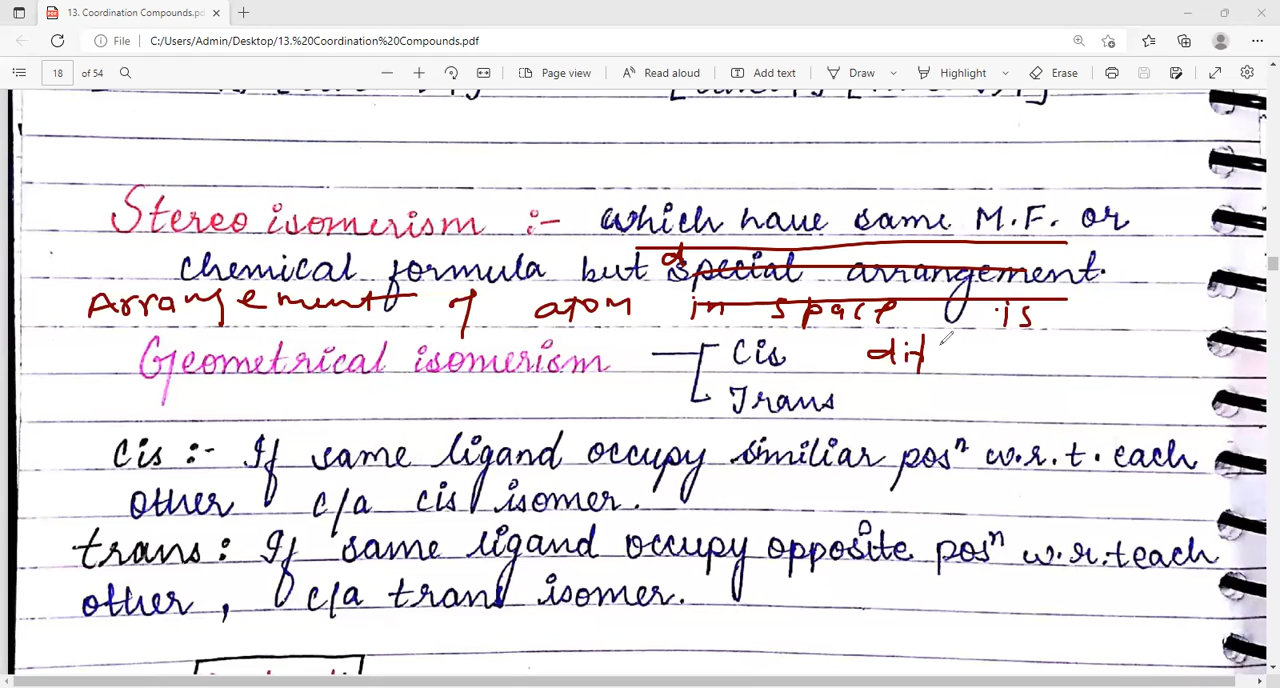 13. Coordination Compounds.pd
File C:/Users/Admin/Desktop/13.%20Coordination%20Compounds.pdf
18 of 54 Page view Read aloud Add text Draw Highlight Erase
Stereo isomerism :- which have same M.F. or
chemical formula but special arrangement.
Arrangement of atom in space is
dif
Geometrical isomerism Cis
Trans
Cis :- If same ligand occupy similiar posⁿ w.r.t. each
other c/a cis isomer.
trans : If same ligand occupy opposite posⁿ w.r.t each
other, c/a trans isomer.